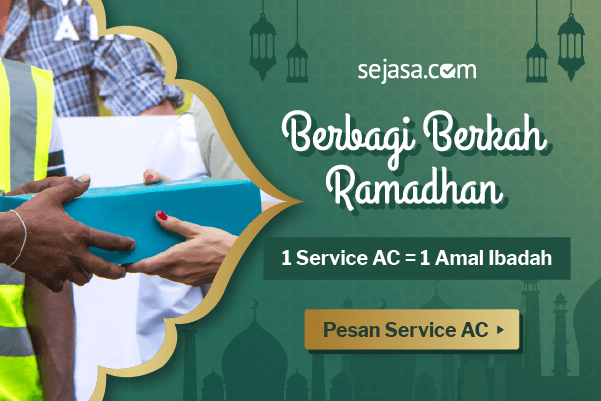 sejasa.com
Berbagi Berkah
Ramadhan
1 Service AC = 1 Amal Ibadah
Pesan Service AC